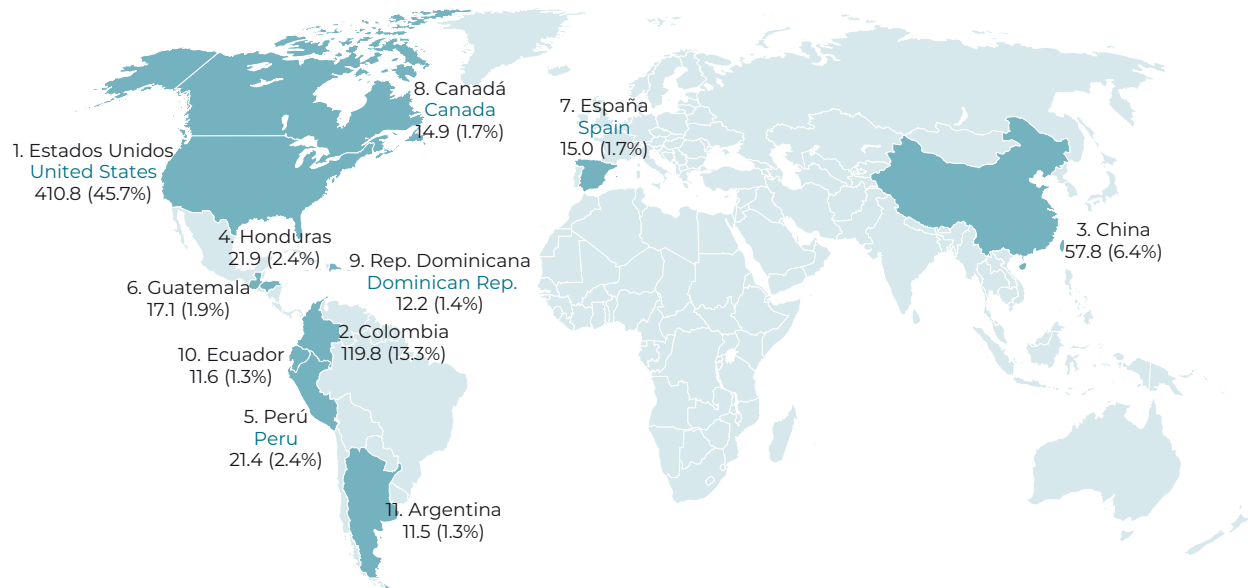 8. Canadá
Canada
14.9 (1.7%)
7. España
Spain
15.0 (1.7%)
1. Estados Unidos
United States
410.8 (45.7%)
3. China
57.8 (6.4%)
4. Honduras
21.9 (2.4%)
9. Rep. Dominicana
Dominican Rep.
12.2 (1.4%)
6. Guatemala
17.1 (1.9%)
2. Colombia
119.8 (13.3%)
10. Ecuador
11.6 (1.3%)
5. Perú
Peru
21.4 (2.4%)
11. Argentina
11.5 (1.3%)